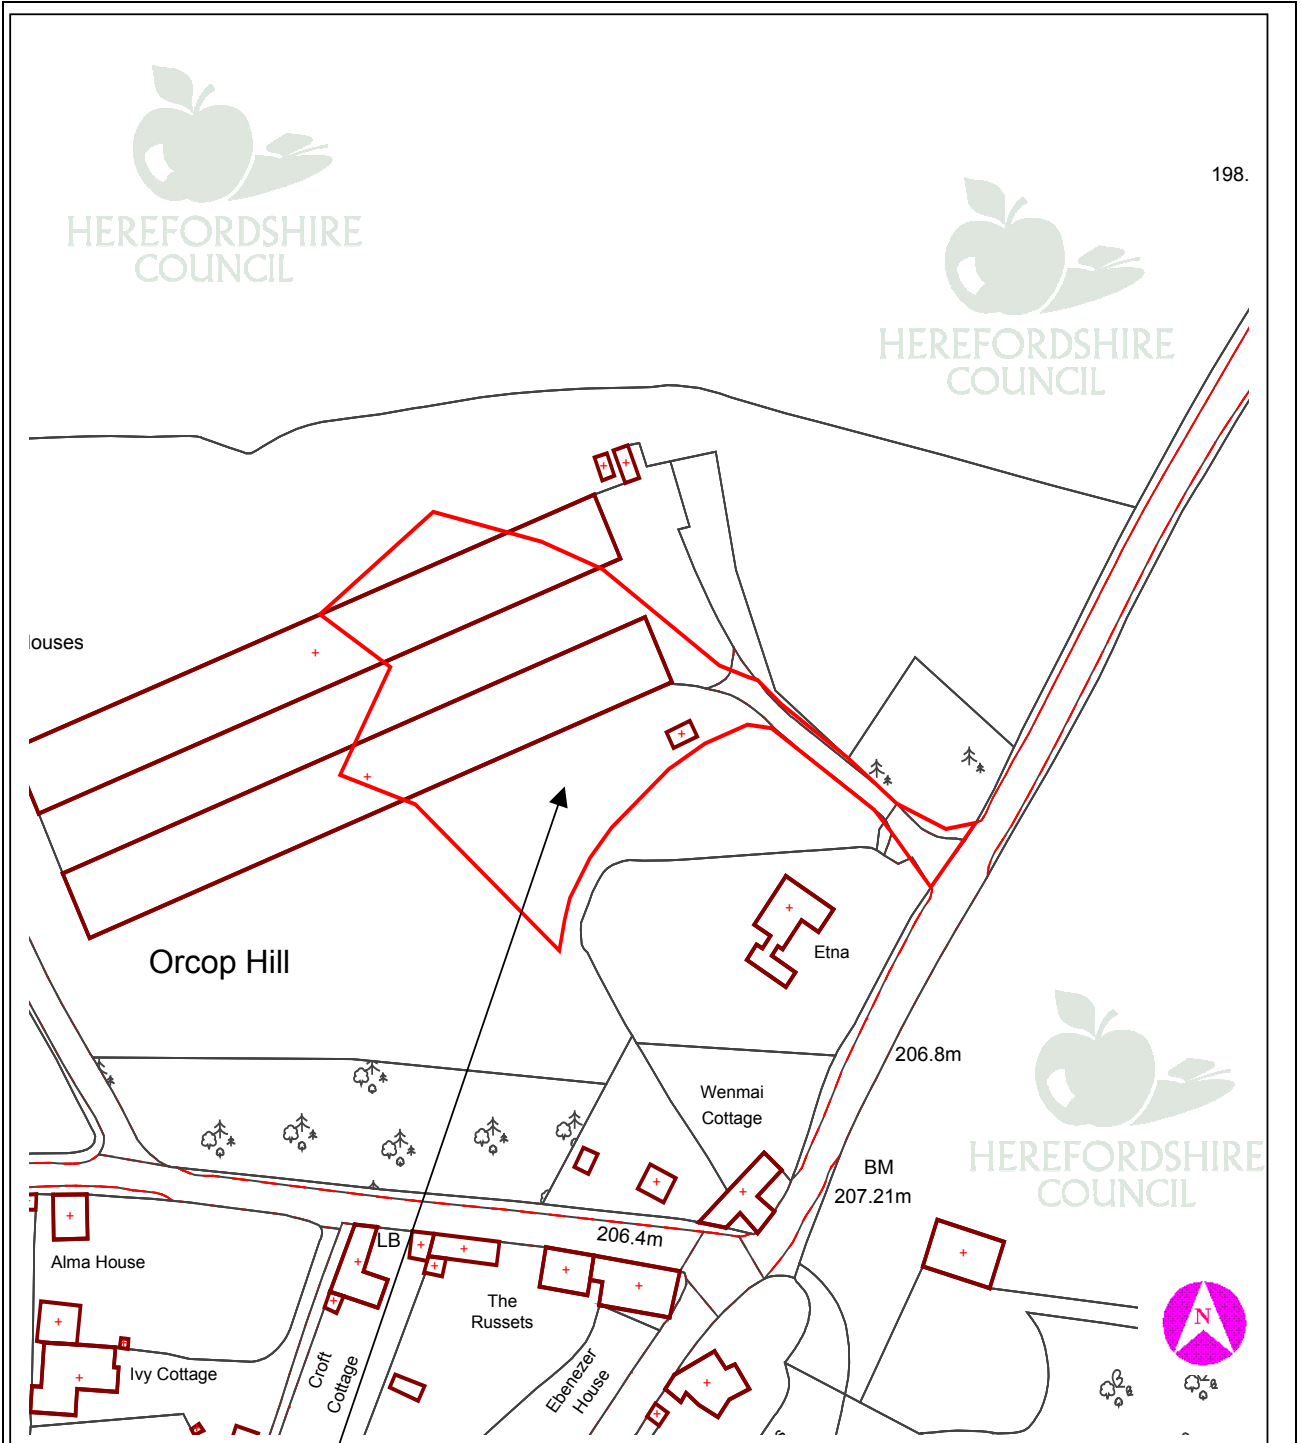 HEREFORDSHIRE
COUNCIL
198.
HEREFORDSHIRE
COUNCIL
Orcop Hill
Etna
206.8m
Wenmai
Cottage
HEREFORDSHIRE
COUNCIL
BM
207.21m
206.4m
LB
Alma House
The
Russets
N
Ivy Cottage
Croft
Cottage
Ebenezer
House